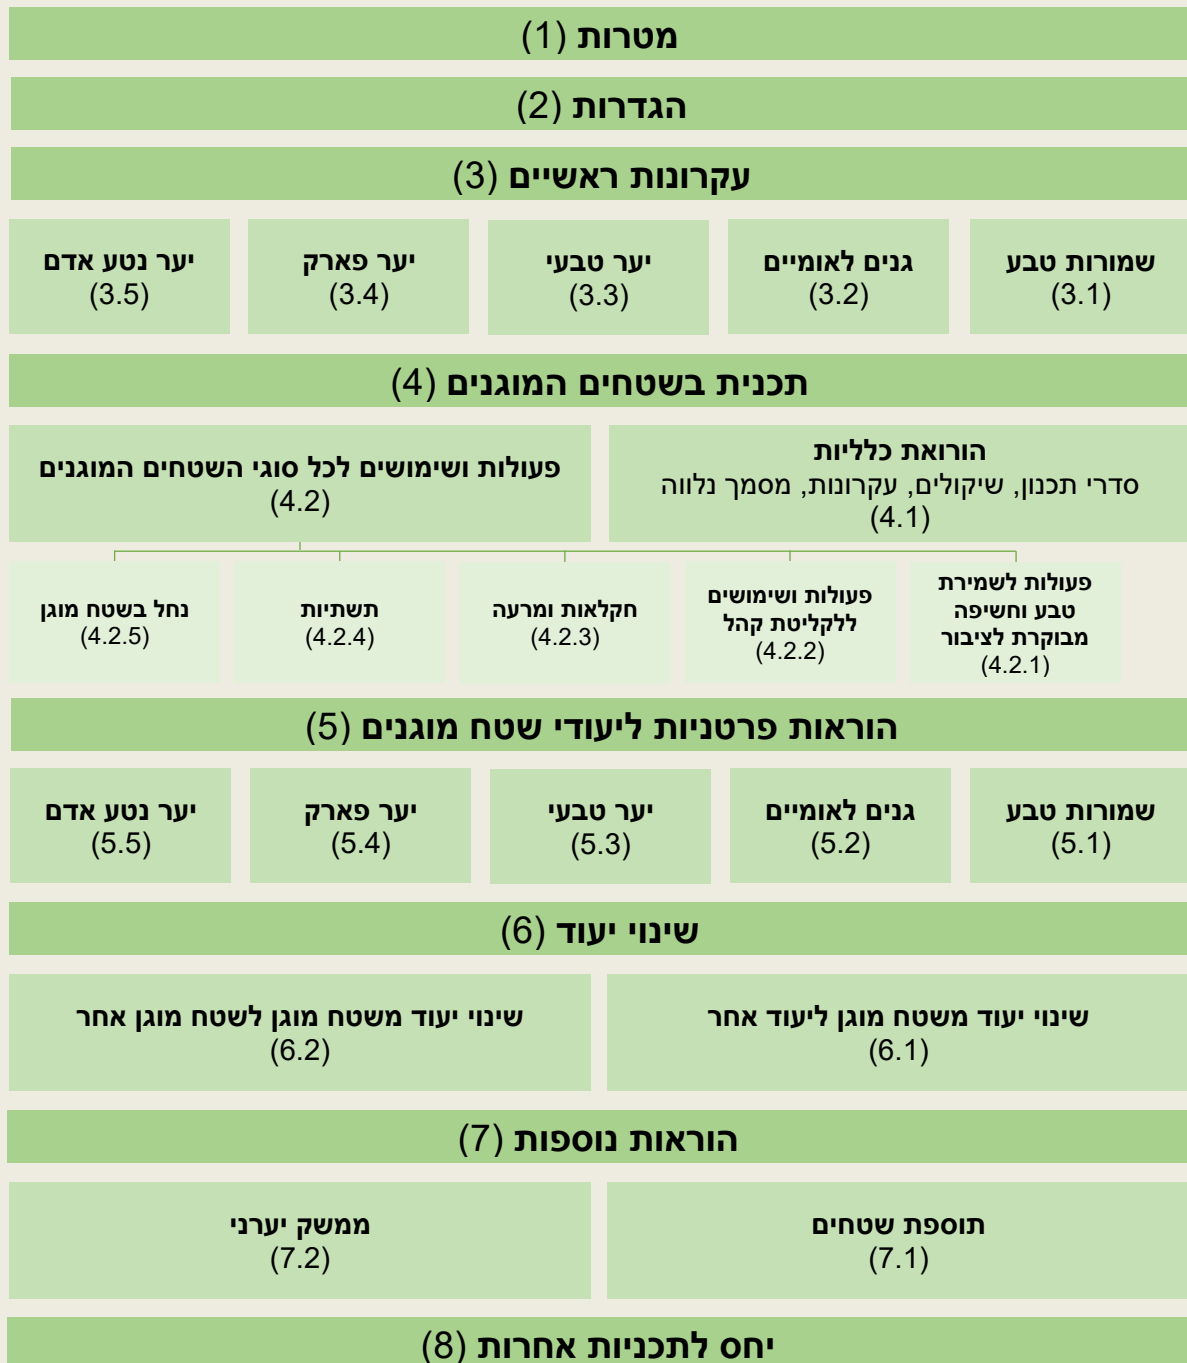 מטרות (1)
הגדרות (2)
עקרונות ראשיים (3)
שמורות טבע
(3.1)
גנים לאומיים
(3.2)
יער טבעי
(3.3)
יער פארק
(3.4)
יער נטע אדם
(3.5)
תכנית בשטחים המוגנים (4)
הורואת כלליות
סדרי תכנון, שיקולים, עקרונות, מסמך נלווה
(4.1)
פעולות ושימושים לכל סוגי השטחים המוגנים
(4.2)
פעולות לשמירת
טבע וחשיפה
מבוקרת לציבור
(4.2.1)
פעולות ושימושים
ללקליטת קהל
(4.2.2)
חקלאות ומרעה
(4.2.3)
תשתיות
(4.2.4)
נחל בשטח מוגן
(4.2.5)
הוראות פרטניות ליעודי שטח מוגנים (5)
שמורות טבע
(5.1)
גנים לאומיים
(5.2)
יער טבעי
(5.3)
יער פארק
(5.4)
יער נטע אדם
(5.5)
שינוי יעוד (6)
שינוי יעוד משטח מוגן ליעוד אחר
(6.1)
שינוי יעוד משטח מוגן לשטח מוגן אחר
(6.2)
הוראות נוספות (7)
תוספת שטחים
(7.1)
ממשק יערני
(7.2)
יחס לתכניות אחרות (8)